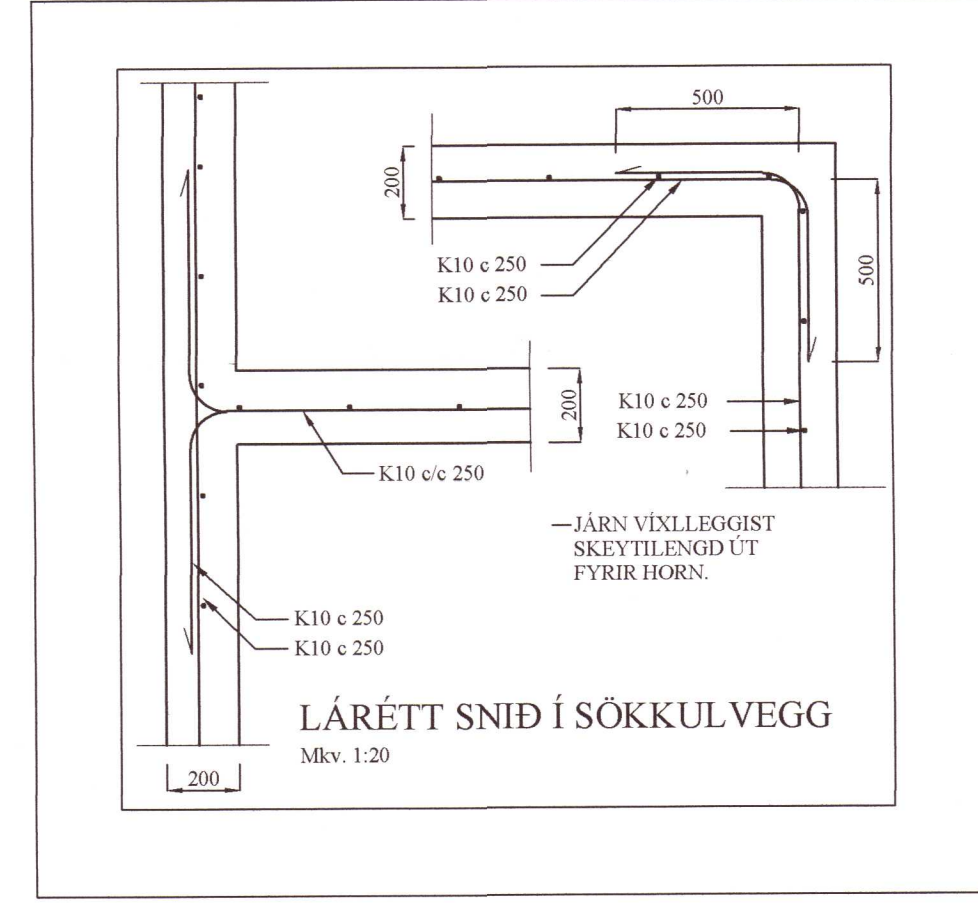 500
200
500
K10 c 250
K10 c 250
200
K10 c 250
K10 c 250
K10 c/c 250
—JÁRN VÍXLLEGGIST
SKEYTILENGD ÚT
FYRIR HORN.
K10 c 250
K10 c 250
LÁRÉTT SNIÐ Í SÖKKULVEGG
Mkv. 1:20
200